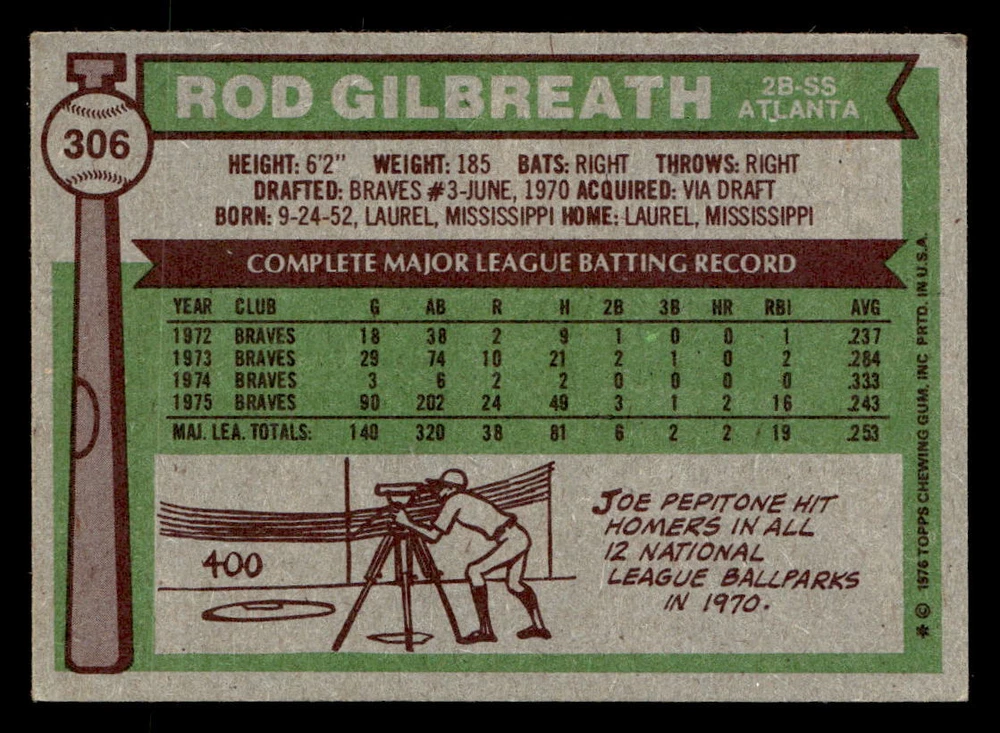 T
306
ROD GILBREATH
2B-SS
ATLANTA
HEIGHT: 6'2" WEIGHT: 185 BATS: RIGHT THROWS: RIGHT
DRAFTED: BRAVES #3-JUNE, 1970 ACQUIRED: VIA DRAFT
BORN: 9-24-52, LAUREL, MISSISSIPPI HOME: LAUREL, MISSISSIPPI
COMPLETE MAJOR LEAGUE BATTING RECORD
YEAR CLUB G AB R H 2B 3B HR RBI AVG
1972 BRAVES 18 38 2 9 1 0 0 1 .237
1973 BRAVES 29 74 10 21 2 1 0 2 .284
1974 BRAVES 3 6 2 2 0 0 0 0 .333
1975 BRAVES 90 202 24 49 3 1 2 16 .243
MAJ. LEA. TOTALS: 140 320 38 81 6 2 2 19 .253
400
JOE PEPITONE HIT
HOMERS IN ALL
12 NATIONAL
LEAGUE BALLPARKS
IN 1970.
* © 1976 TOPPS CHEWING GUM, INC PRTD. IN U.S.A.